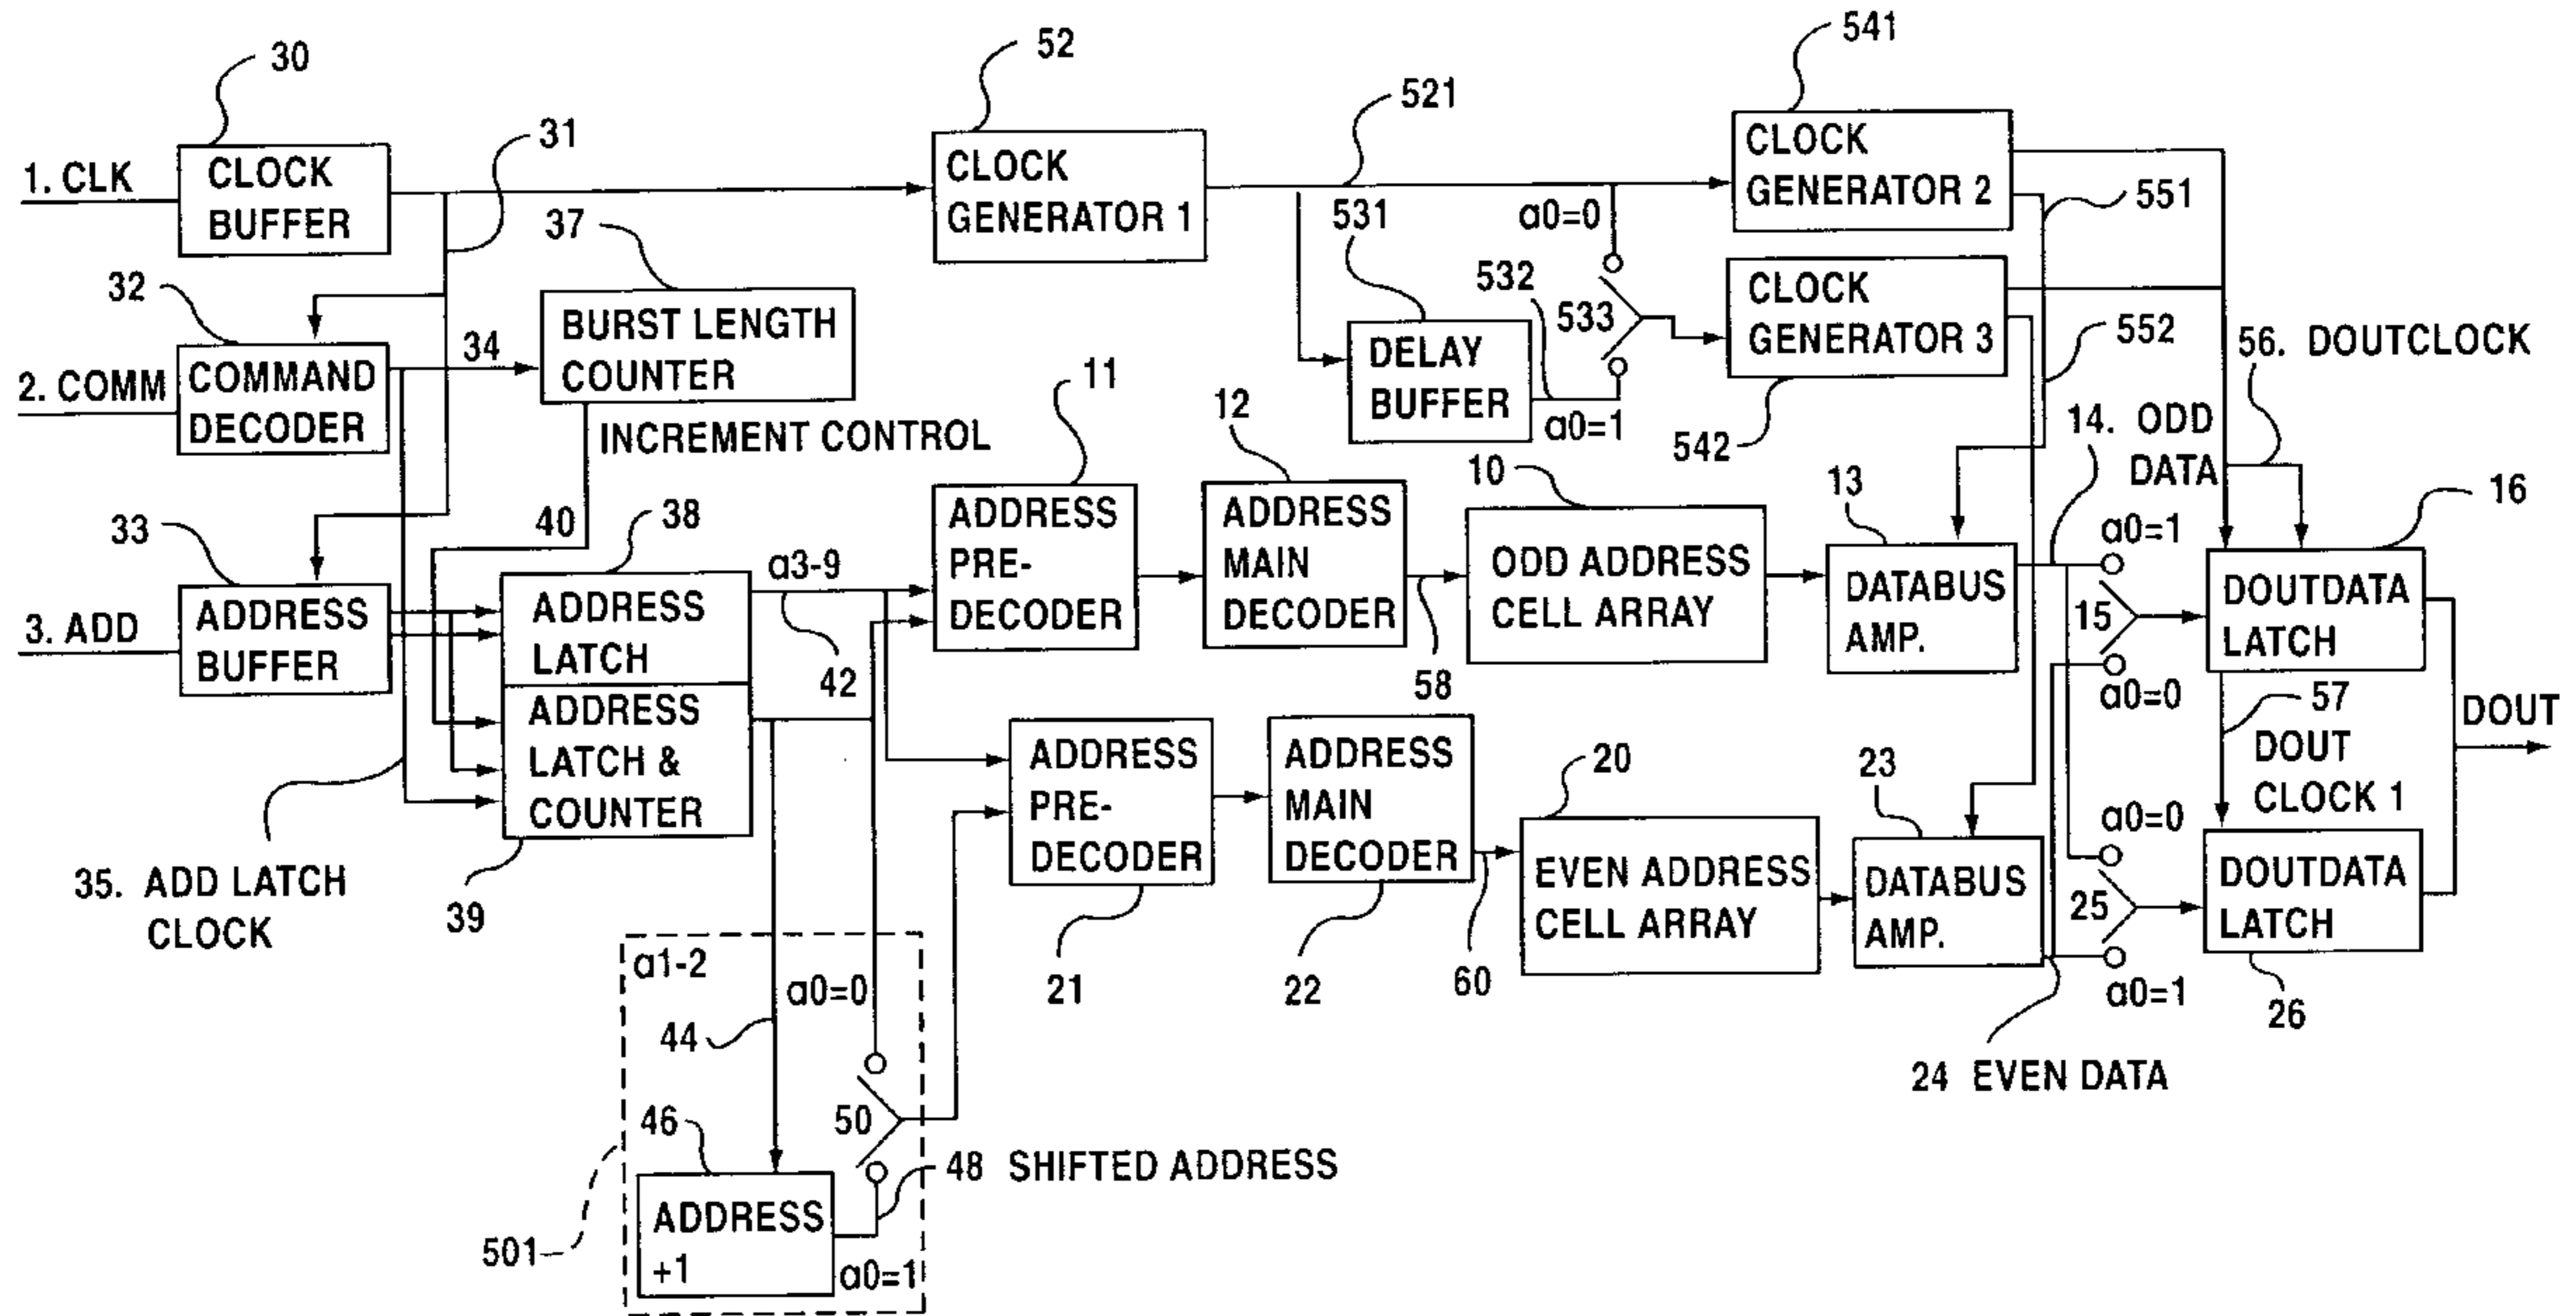 30
52
541
31
521
1. CLK
CLOCK
BUFFER
37
CLOCK
GENERATOR 1
531
a0=0
CLOCK
GENERATOR 2
551
32
BURST LENGTH
COUNTER
532
533
CLOCK
GENERATOR 3
552
56. DOUTCLOCK
34
2. COMM
COMMAND
DECODER
DELAY
BUFFER
a0=1
542
INCREMENT CONTROL
11
12
10
14. ODD
DATA
13
16
33
40
38
a3-9
42
a0=1
3. ADD
ADDRESS
BUFFER
ADDRESS
LATCH
ADDRESS
PRE-
DECODER
ADDRESS
MAIN
DECODER
58
ODD ADDRESS
CELL ARRAY
DATABUS
AMP.
15
a0=0
DOUTDATA
LATCH
57
DOUT
CLOCK 1
DOUT
ADDRESS
LATCH &
COUNTER
ADDRESS
PRE-
DECODER
ADDRESS
MAIN
DECODER
20
23
a0=0
35. ADD LATCH
CLOCK
39
21
22
60
EVEN ADDRESS
CELL ARRAY
DATABUS
AMP.
25
a0=1
DOUTDATA
LATCH
26
a1-2
a0=0
44
24 EVEN DATA
46
50
48 SHIFTED ADDRESS
501
ADDRESS
+1
a0=1